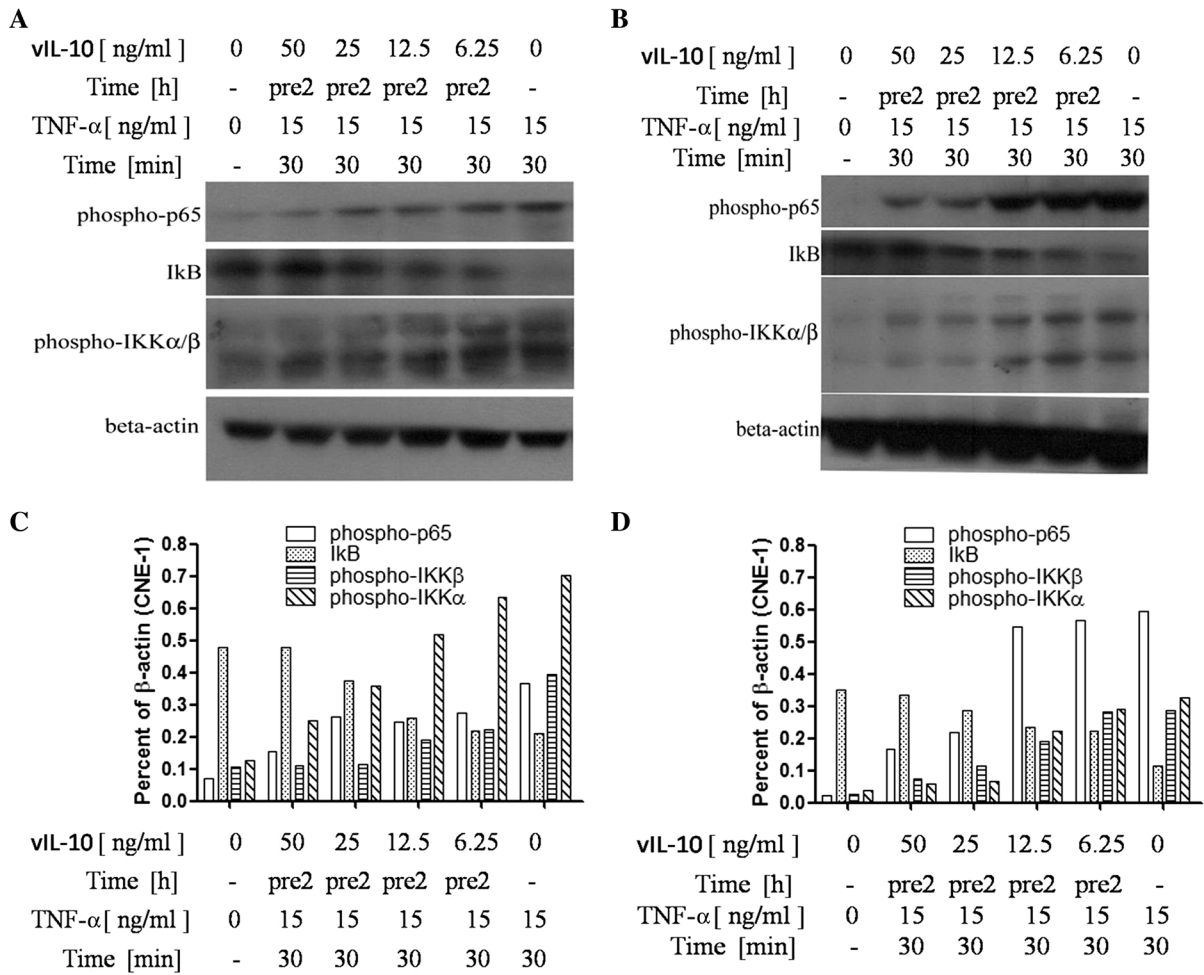 A
vIL-10 [ ng/ml ] 0 50 25 12.5 6.25 0
Time [h] - pre2 pre2 pre2 pre2 -
TNF-α[ ng/ml ] 0 15 15 15 15 15
Time [min] - 30 30 30 30 30
phospho-p65
IkB
phospho-IKKα/β
beta-actin
B
vIL-10 [ ng/ml ] 0 50 25 12.5 6.25 0
Time [h] - pre2 pre2 pre2 pre2 -
TNF-α[ ng/ml ] 0 15 15 15 15 15
Time [min] - 30 30 30 30 30
phospho-p65
IkB
phospho-IKKα/β
beta-actin
C
phospho-p65
IkB
phospho-IKKβ
phospho-IKKα
Percent of β-actin (CNE-1)
0.8
0.7
0.6
0.5
0.4
0.3
0.2
0.1
0.0
vIL-10 [ ng/ml ] 0 50 25 12.5 6.25 0
Time [h] - pre2 pre2 pre2 pre2 -
TNF-α[ ng/ml ] 0 15 15 15 15 15
Time [min] - 30 30 30 30 30
D
phospho-p65
IkB
phospho-IKKβ
phospho-IKKα
Percent of β-actin (CNE-1)
0.8
0.7
0.6
0.5
0.4
0.3
0.2
0.1
0.0
vIL-10 [ ng/ml ] 0 50 25 12.5 6.25 0
Time [h] - pre2 pre2 pre2 pre2 -
TNF-α[ ng/ml ] 0 15 15 15 15 15
Time [min] - 30 30 30 30 30